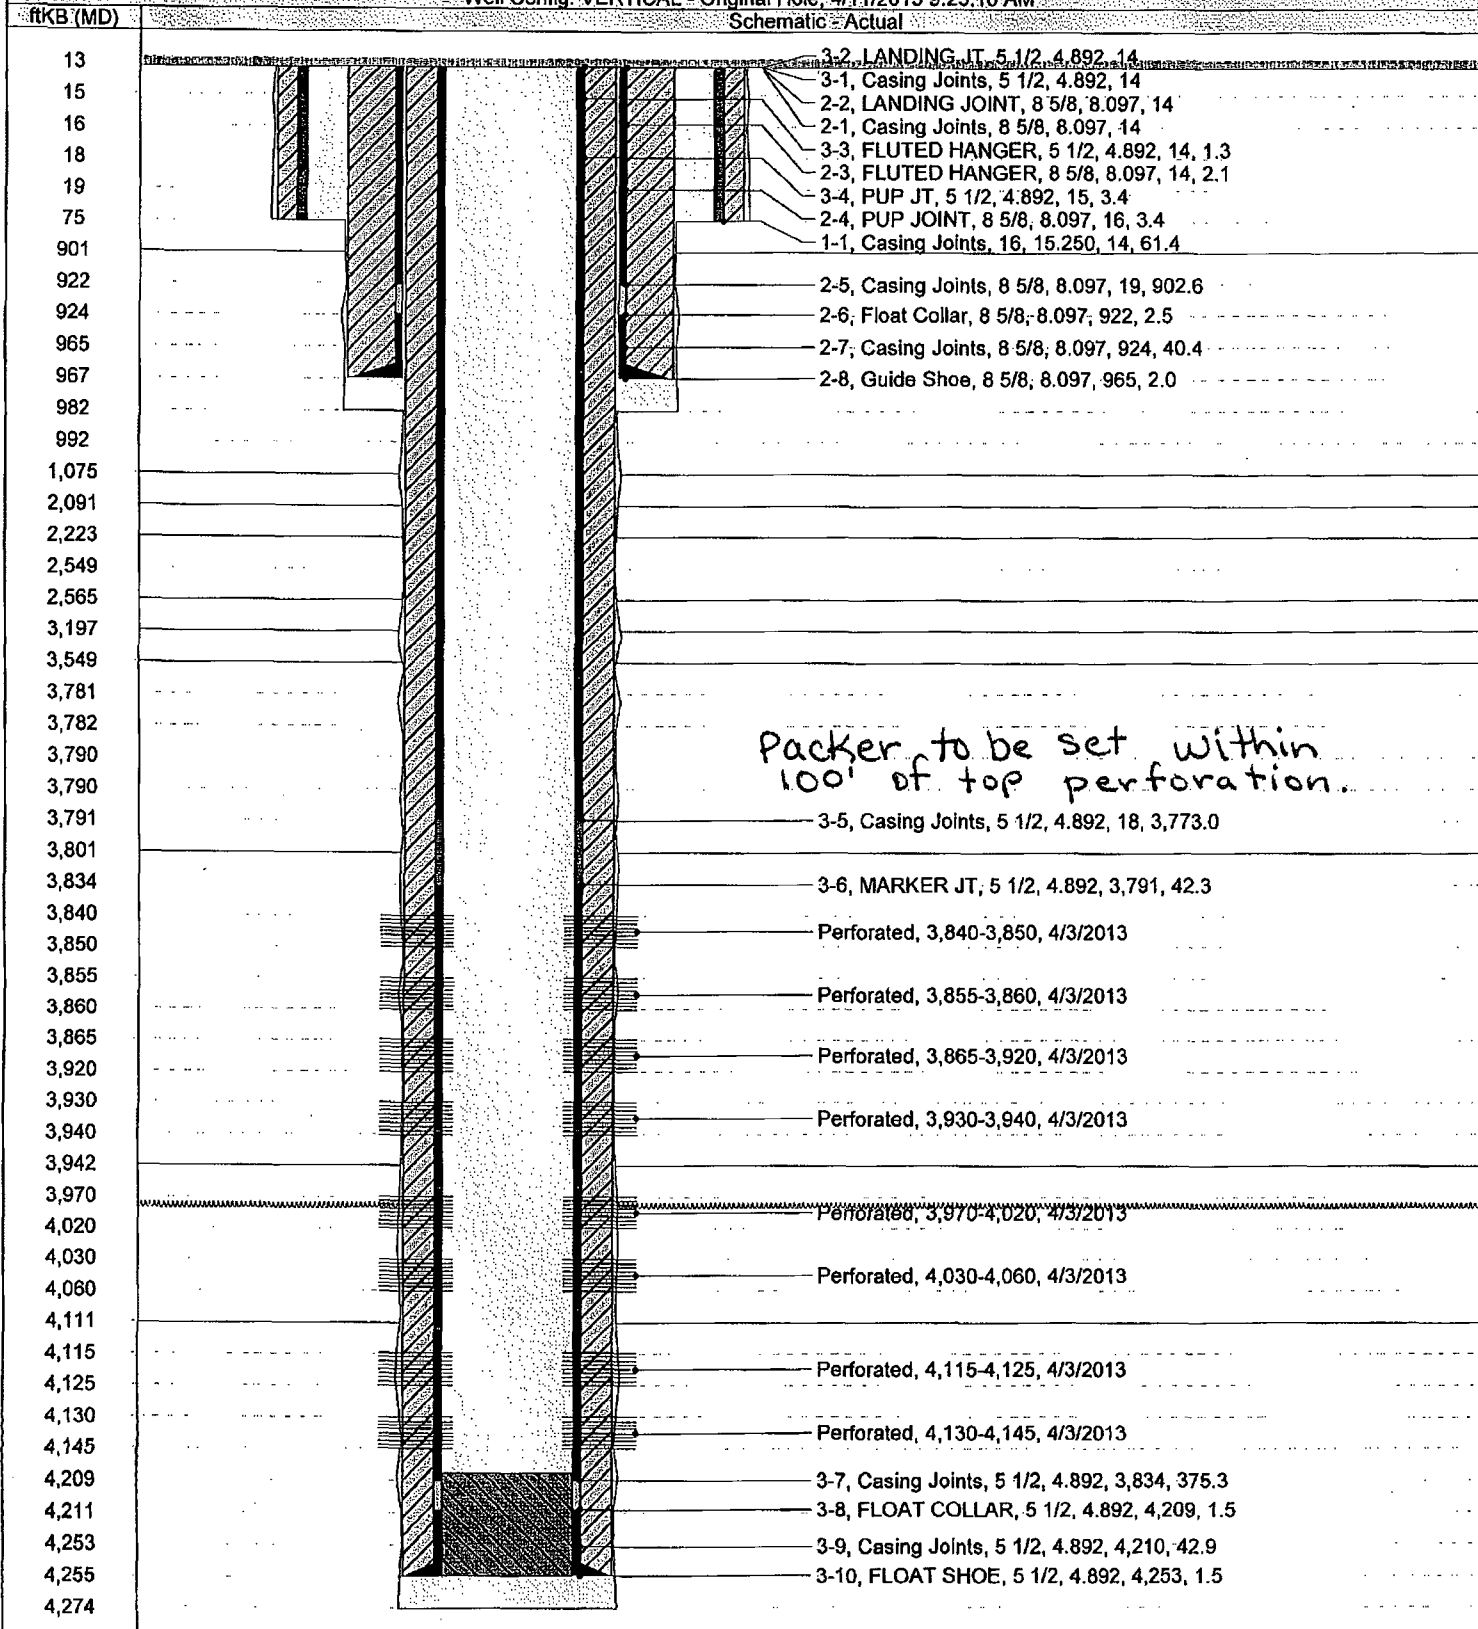 Well Config: VERTICAL - Original Hole, 4/11/2013 9:25:10 AM
ftKB (MD)
Schematic - Actual
13
15
16
18
19
75
901
922
924
965
967
982
992
1,075
2,091
2,223
2,549
2,565
3,197
3,549
3,781
3,782
3,790
3,790
3,791
3,801
3,834
3,840
3,850
3,855
3,860
3,865
3,920
3,930
3,940
3,942
3,970
4,020
4,030
4,060
4,111
4,115
4,125
4,130
4,145
4,209
4,211
4,253
4,255
4,274
3-2, LANDING JT, 5 1/2, 4.892, 14
3-1, Casing Joints, 5 1/2, 4.892, 14
2-2, LANDING JOINT, 8 5/8, 8.097, 14
2-1, Casing Joints, 8 5/8, 8.097, 14
3-3, FLUTED HANGER, 5 1/2, 4.892, 14, 1.3
2-3, FLUTED HANGER, 8 5/8, 8.097, 14, 2.1
3-4, PUP JT, 5 1/2, 4.892, 15, 3.4
2-4, PUP JOINT, 8 5/8, 8.097, 16, 3.4
1-1, Casing Joints, 16, 15.250, 14, 61.4
2-5, Casing Joints, 8 5/8, 8.097, 19, 902.6
2-6, Float Collar, 8 5/8, 8.097, 922, 2.5
2-7, Casing Joints, 8 5/8, 8.097, 924, 40.4
2-8, Guide Shoe, 8 5/8, 8.097, 965, 2.0
Packer to be set within
100' of top perforation.
3-5, Casing Joints, 5 1/2, 4.892, 18, 3,773.0
3-6, MARKER JT, 5 1/2, 4.892, 3,791, 42.3
Perforated, 3,840-3,850, 4/3/2013
Perforated, 3,855-3,860, 4/3/2013
Perforated, 3,865-3,920, 4/3/2013
Perforated, 3,930-3,940, 4/3/2013
Perforated, 3,970-4,020, 4/3/2013
Perforated, 4,030-4,060, 4/3/2013
Perforated, 4,115-4,125, 4/3/2013
Perforated, 4,130-4,145, 4/3/2013
3-7, Casing Joints, 5 1/2, 4.892, 3,834, 375.3
3-8, FLOAT COLLAR, 5 1/2, 4.892, 4,209, 1.5
3-9, Casing Joints, 5 1/2, 4.892, 4,210, 42.9
3-10, FLOAT SHOE, 5 1/2, 4.892, 4,253, 1.5